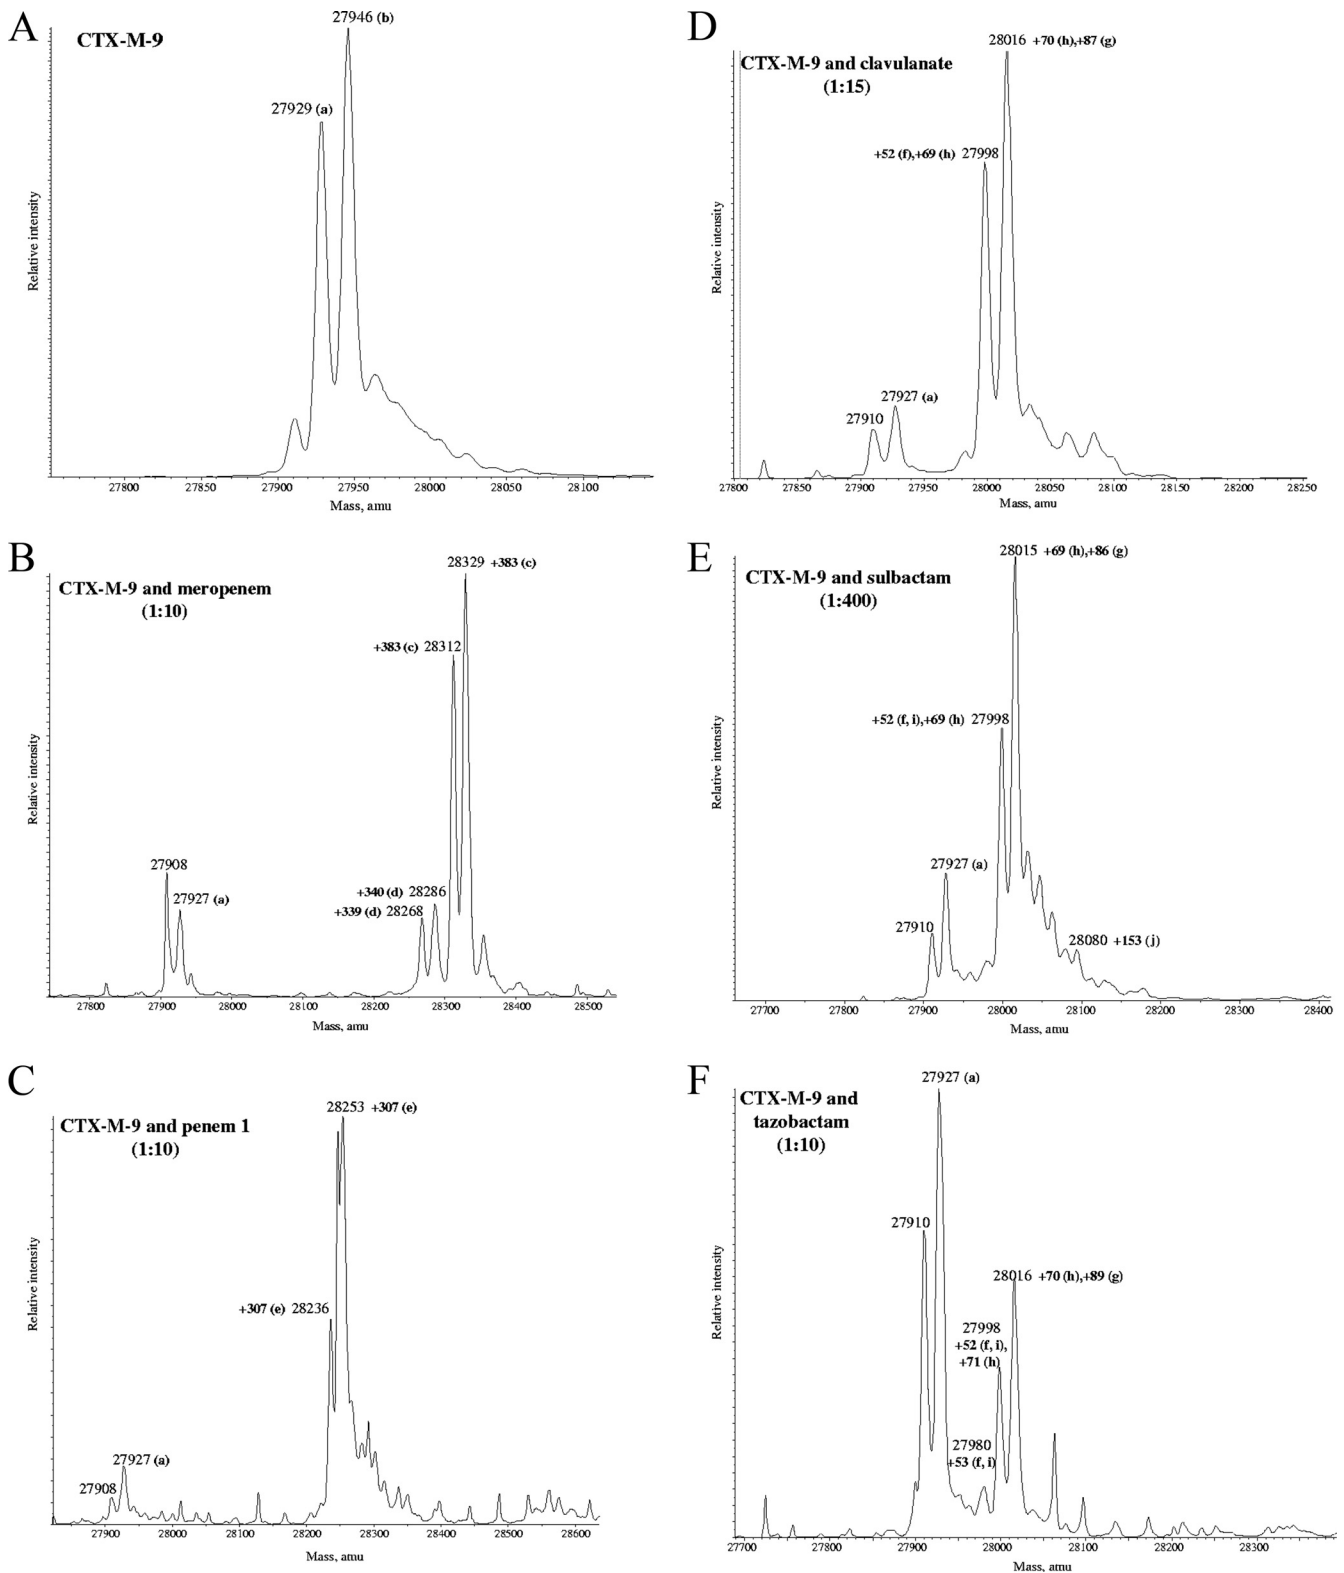 A
CTX-M-9
27946 (b)
27929 (a)
Relative intensity
27800 27850 27900 27950 28000 28050 28100
Mass, amu
B
CTX-M-9 and meropenem
(1:10)
28329 +383 (c)
+383 (c) 28312
27908
27927 (a)
+340 (d) 28286
+339 (d) 28268
Relative intensity
27800 27900 28000 28100 28200 28300 28400 28500
Mass, amu
C
CTX-M-9 and penem 1
(1:10)
28253 +307 (e)
+307 (e) 28236
27927 (a)
27908
Relative intensity
27900 28000 28100 28200 28300 28400 28500 28600
Mass, amu
D
CTX-M-9 and clavulanate
(1:15)
28016 +70 (h),+87 (g)
+52 (f),+69 (h) 27998
27927 (a)
27910
Relative intensity
27800 27850 27900 27950 28000 28050 28100 28150 28200 28250
Mass, amu
E
CTX-M-9 and sulbactam
(1:400)
28015 +69 (h),+86 (g)
+52 (f, i),+69 (h) 27998
27927 (a)
27910
28080 +153 (j)
Relative intensity
27700 27800 27900 28000 28100 28200 28300 28400
Mass, amu
F
CTX-M-9 and
tazobactam
(1:10)
27927 (a)
27910
28016 +70 (h),+89 (g)
27998
+52 (f, i),
+71 (h)
27980
+53 (f, i)
Relative intensity
27700 27800 27900 28000 28100 28200 28300
Mass, amu